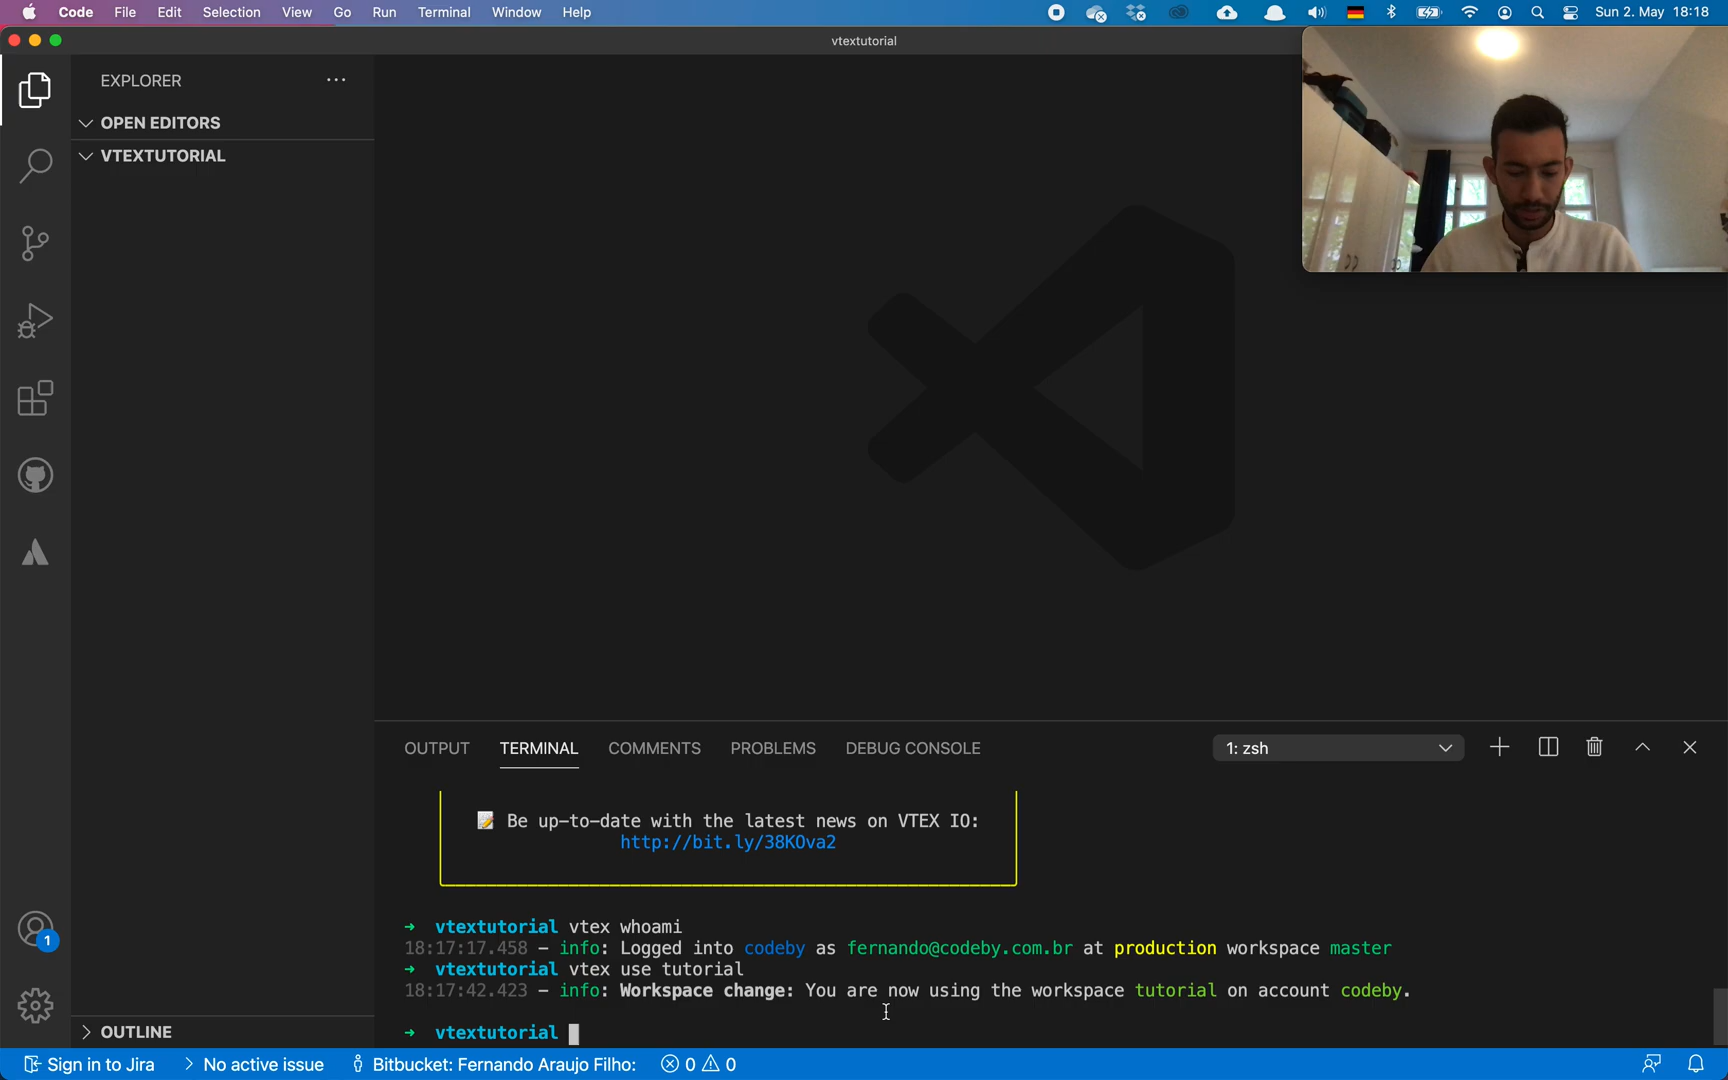 Code File Edit Selection View Go Run Terminal Window Help Sun 2. May 18:18
vtextutorial
EXPLORER
OPEN EDITORS
VTEXTUTORIAL
OUTPUT TERMINAL COMMENTS PROBLEMS DEBUG CONSOLE 1: zsh
Be up-to-date with the latest news on VTEX IO:
http://bit.ly/38KOva2
→ vtextutorial vtex whoami
18:17:17.458 - info: Logged into codeby as fernando@codeby.com.br at production workspace master
→ vtextutorial vtex use tutorial
18:17:42.423 - info: Workspace change: You are now using the workspace tutorial on account codeby.
→ vtextutorial
1
OUTLINE
Sign in to Jira No active issue Bitbucket: Fernando Araujo Filho: 0 0